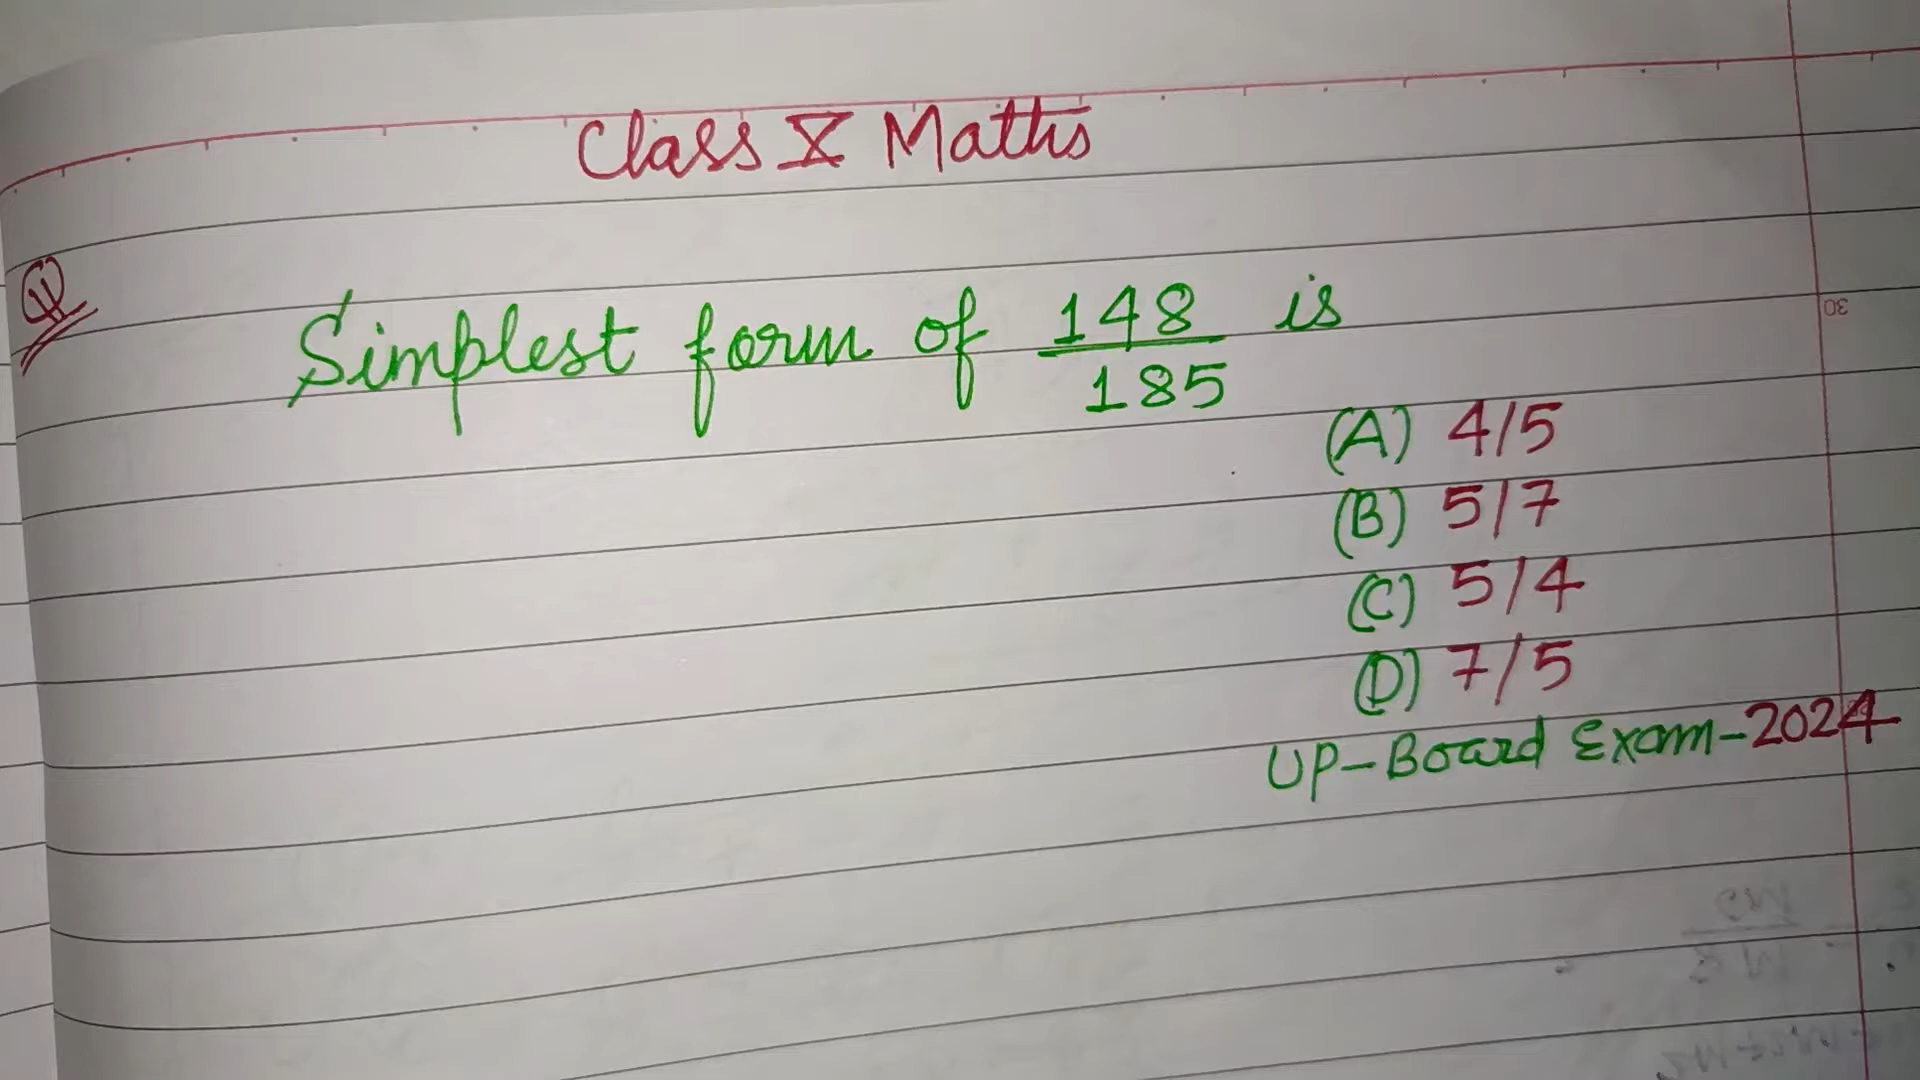 Class X Maths
Q
Simplest form of 148/185 is
(A) 4/5
(B) 5/7
(C) 5/4
(D) 7/5
UP-Board Exam-2024
30